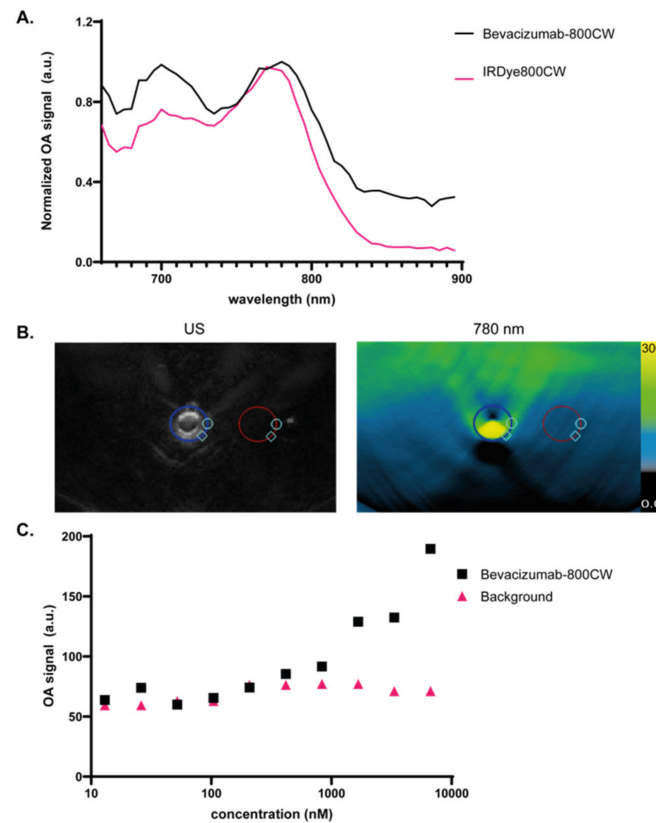 A.
1.2
0.8
0.4
0.0
Normalized OA signal (a.u.)
700
800
900
wavelength (nm)
Bevacizumab-800CW
IRDye800CW
B.
US
780 nm
300
C.
200
150
100
50
0
OA signal (a.u.)
10
100
1000
10000
concentration (nM)
Bevacizumab-800CW
Background